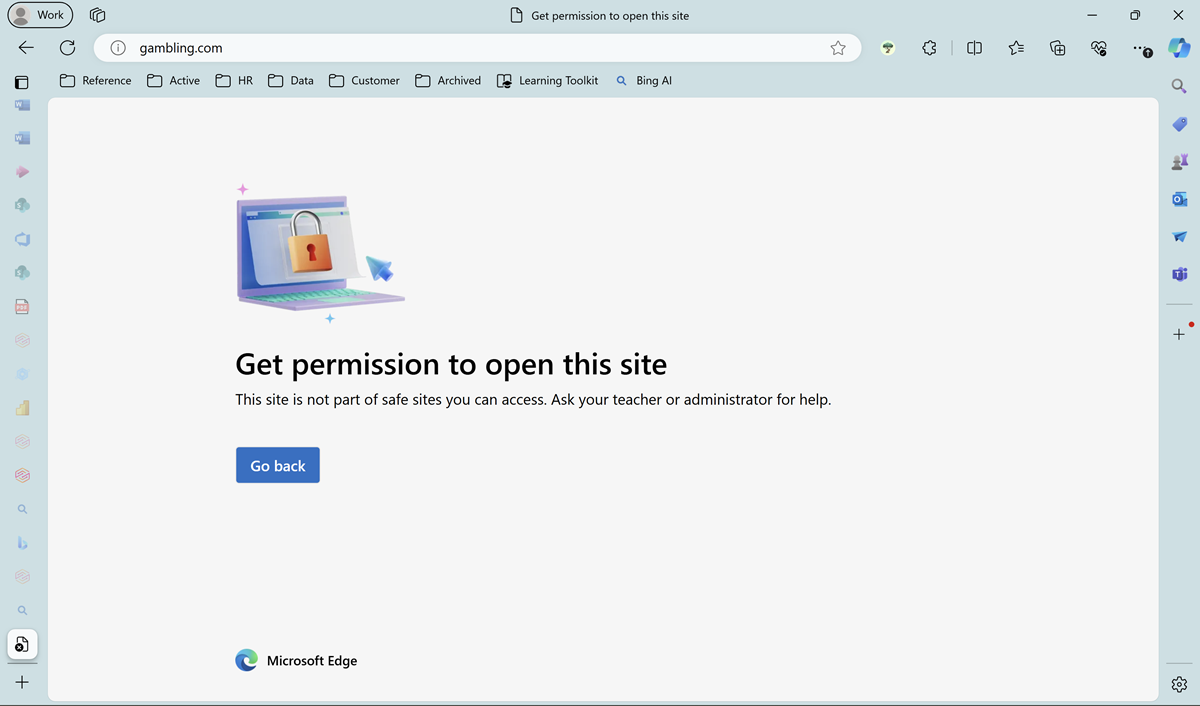 Work
Get permission to open this site
gambling.com
Reference
Active
HR
Data
Customer
Archived
Learning Toolkit
Bing AI
Get permission to open this site
This site is not part of safe sites you can access. Ask your teacher or administrator for help.
Go back
Microsoft Edge